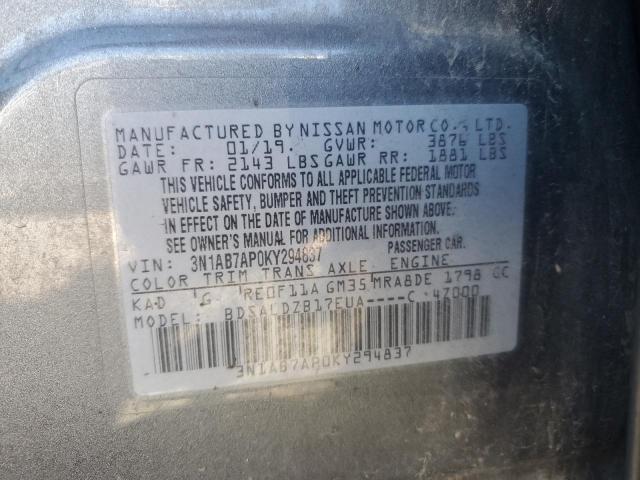 MANUFACTURED BY NISSAN MOTOR CO., LTD.
DATE: 01/19. GVWR: 3876 LBS
GAWR FR: 2143 LBS GAWR RR: 1881 LBS
THIS VEHICLE CONFORMS TO ALL APPLICABLE FEDERAL MOTOR
VEHICLE SAFETY, BUMPER AND THEFT PREVENTION STANDARDS
IN EFFECT ON THE DATE OF MANUFACTURE SHOWN ABOVE.
SEE OWNER'S MANUAL FOR ADDITIONAL INFORMATION.
VIN: 3N1AB7AP0KY294837 PASSENGER CAR.
COLOR TRIM TRANS AXLE ENGINE
KAD G RE0F11A GM35 MRA8DE 1798 CC
MODEL: BDSALDZB17EUA----C 4Z000
3N1AB7AP0KY294837